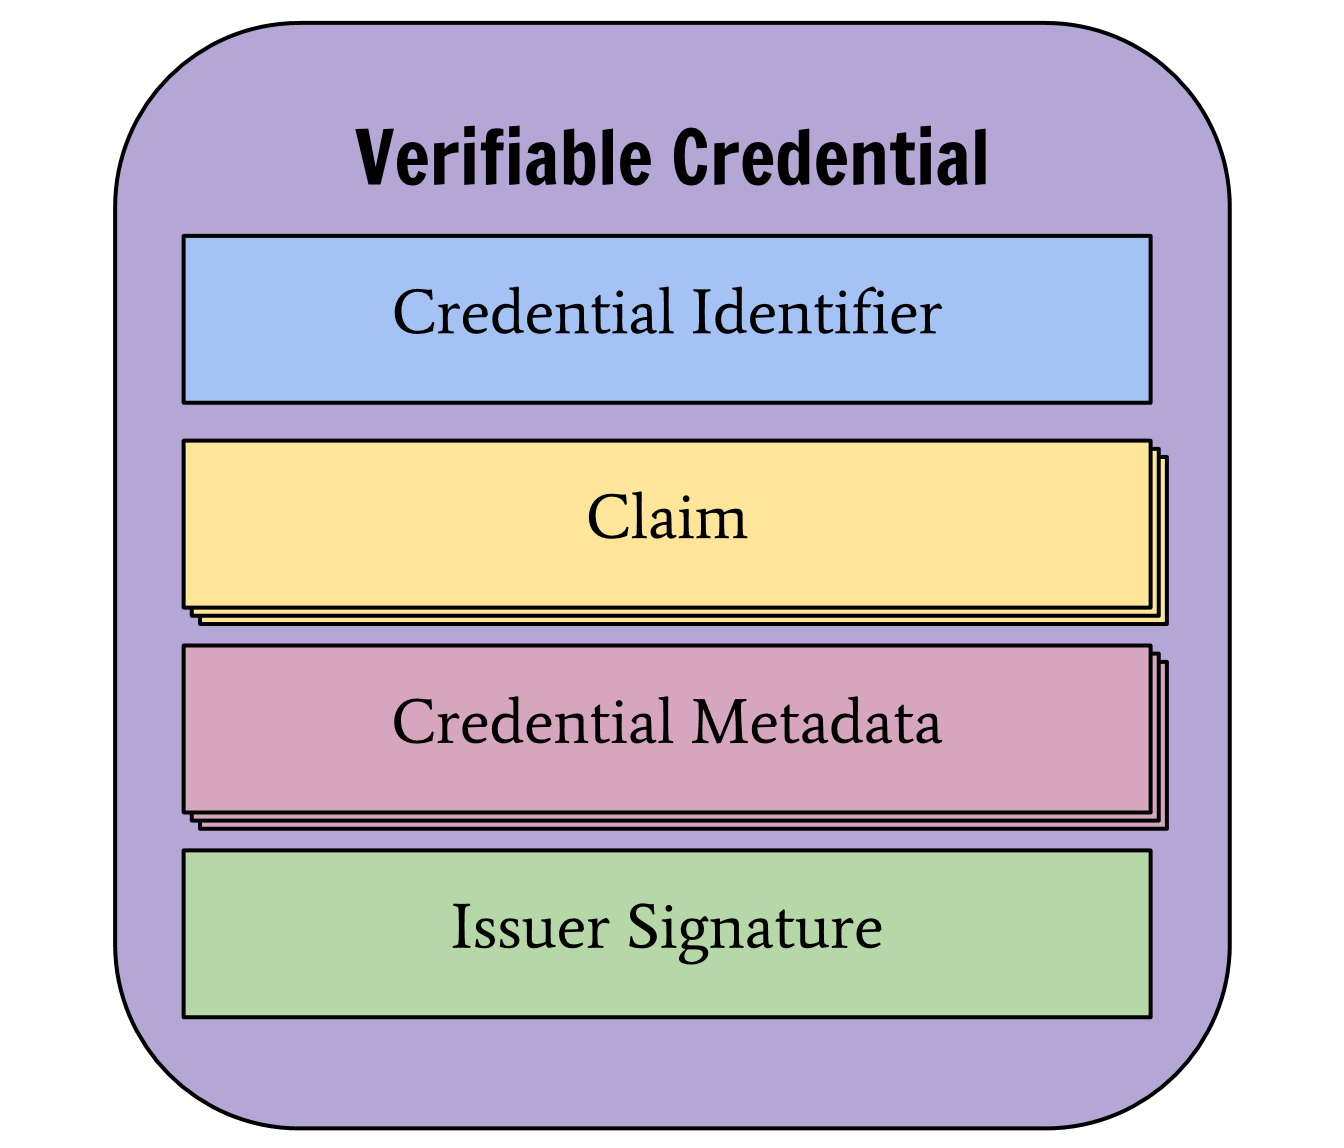 Verifiable Credential
Credential Identifier
Claim
Credential Metadata
Issuer Signature